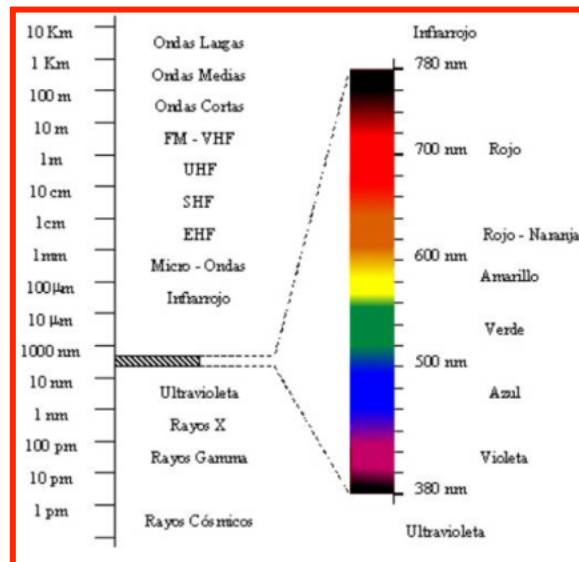 10 Km
1 Km
100 m
10 m
1 m
10 cm
1cm
1mm
100µm
10 µm
1000 nm
10 nm
1 nm
100 pm
10 pm
1 pm
Ondas Largas
Ondas Medias
Ondas Cortas
FM - VHF
UHF
SHF
EHF
Micro - Ondas
Infrarrojo
Ultravioleta
Rayos X
Rayos Gamma
Rayos Cósmicos
Infrarrojo
780 nm
700 nm
Rojo
Rojo - Naranja
600 nm
Amarillo
Verde
500 nm
Azul
Violeta
380 nm
Ultravioleta